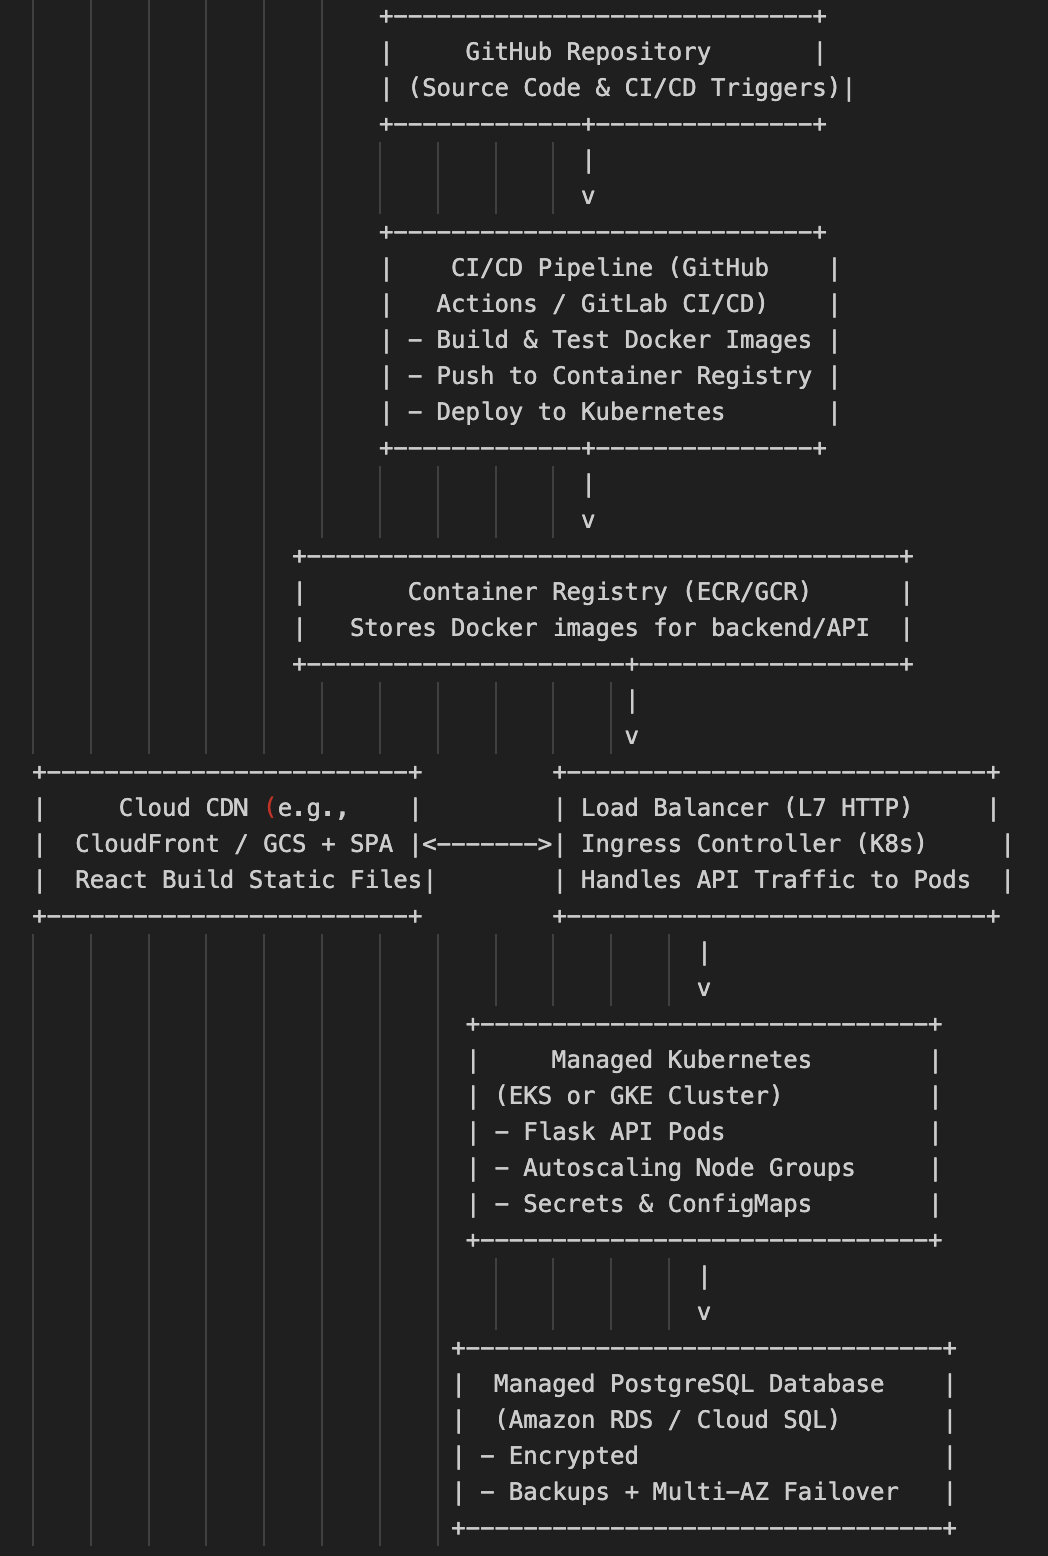 +-----------------------------+
|     GitHub Repository       |
| (Source Code & CI/CD Triggers)|
+-------------+---------------+
|
v
+-----------------------------+
|    CI/CD Pipeline (GitHub    |
|   Actions / GitLab CI/CD)    |
| - Build & Test Docker Images |
| - Push to Container Registry |
| - Deploy to Kubernetes       |
+-------------+---------------+
|
v
+-----------------------------------------+
|       Container Registry (ECR/GCR)      |
|   Stores Docker images for backend/API  |
+----------------------+------------------+
|
v
+-------------------------+         +-----------------------------+
|     Cloud CDN (e.g.,    |         | Load Balancer (L7 HTTP)     |
|  CloudFront / GCS + SPA |<------->| Ingress Controller (K8s)     |
|  React Build Static Files|        | Handles API Traffic to Pods  |
+-------------------------+         +-----------------------------+
|
v
+-------------------------------+
|     Managed Kubernetes        |
| (EKS or GKE Cluster)          |
| - Flask API Pods              |
| - Autoscaling Node Groups     |
| - Secrets & ConfigMaps        |
+-------------------------------+
|
v
+---------------------------------+
|  Managed PostgreSQL Database    |
|  (Amazon RDS / Cloud SQL)       |
| - Encrypted                     |
| - Backups + Multi-AZ Failover   |
+---------------------------------+